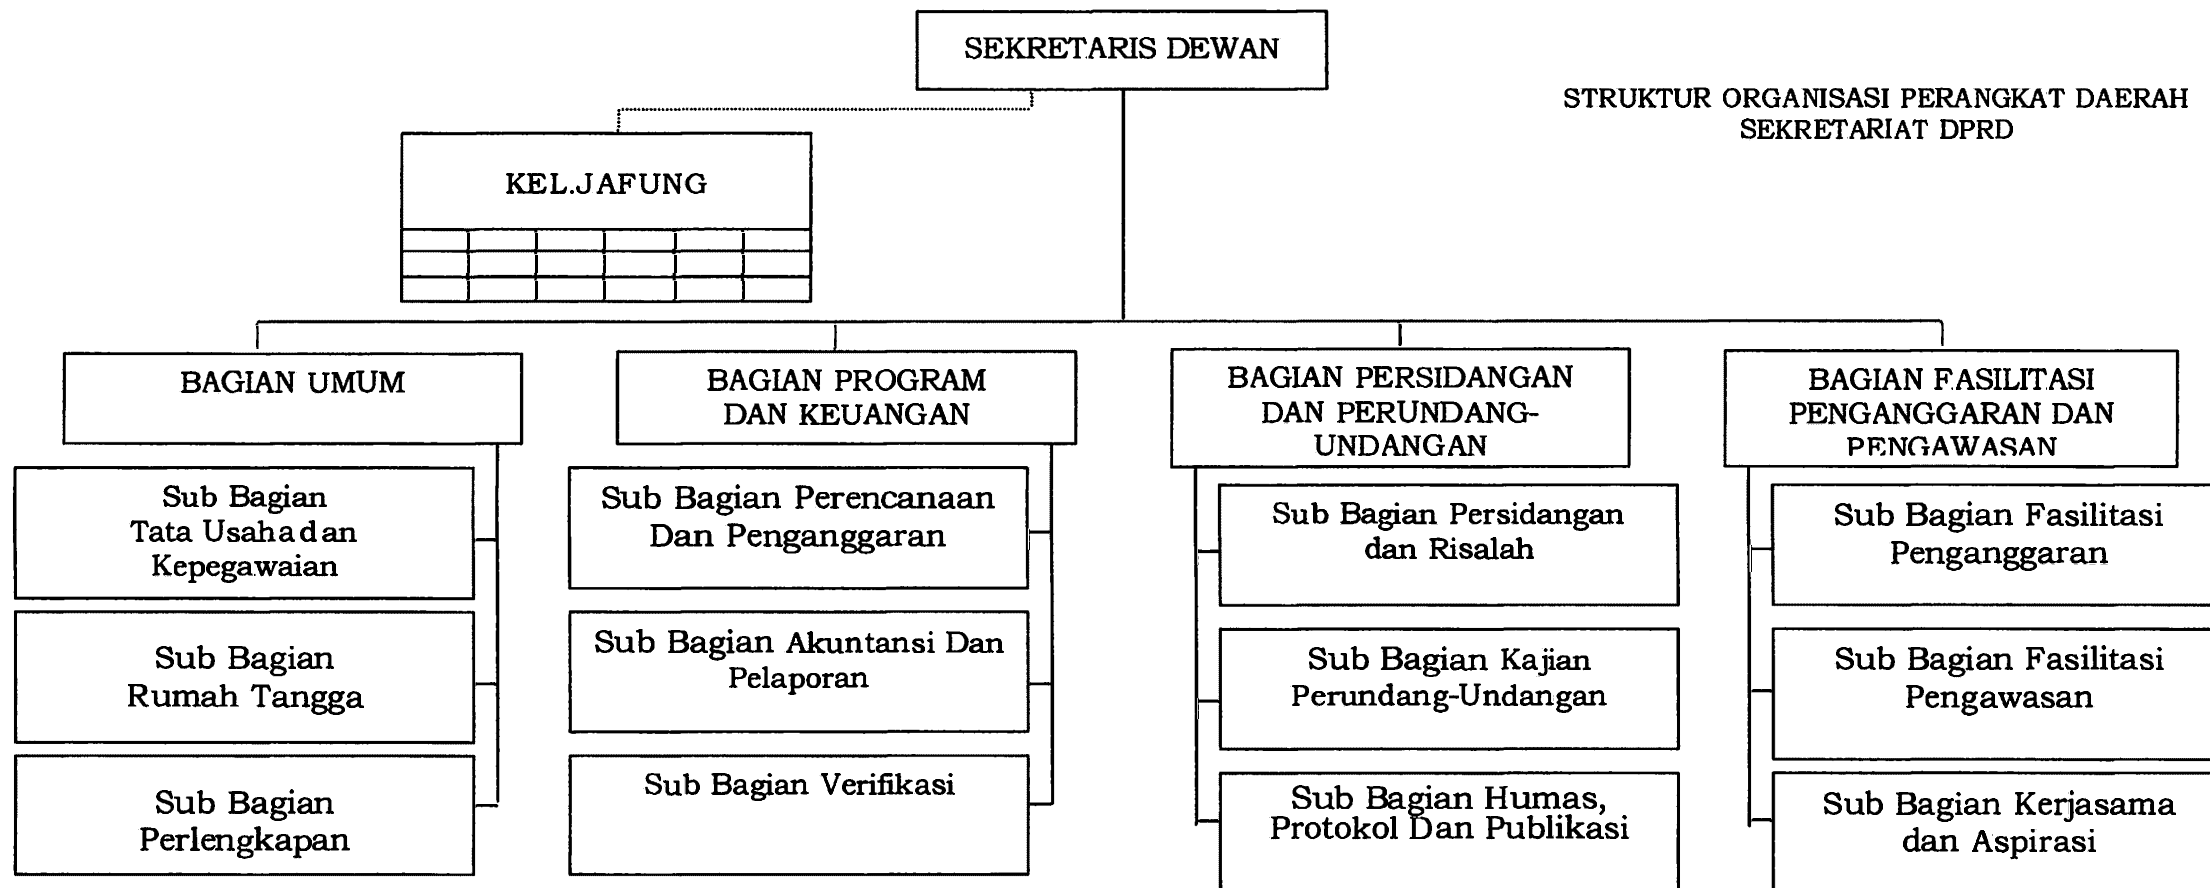 SEKRETARIS DEWAN
STRUKTUR ORGANISASI PERANGKAT DAERAH
SEKRETARIAT DPRD
KEL.JAFUNG
BAGIAN UMUM
Sub Bagian
Tata Usaha dan
Kepegawaian
Sub Bagian
Rumah Tangga
Sub Bagian
Perlengkapan
BAGIAN PROGRAM
DAN KEUANGAN
Sub Bagian Perencanaan
Dan Penganggaran
Sub Bagian Akuntansi Dan
Pelaporan
Sub Bagian Verifikasi
BAGIAN PERSIDANGAN
DAN PERUNDANG-
UNDANGAN
Sub Bagian Persidangan
dan Risalah
Sub Bagian Kajian
Perundang-Undangan
Sub Bagian Humas,
Protokol Dan Publikasi
BAGIAN FASILITASI
PENGANGGARAN DAN
PENGAWASAN
Sub Bagian Fasilitasi
Penganggaran
Sub Bagian Fasilitasi
Pengawasan
Sub Bagian Kerjasama
dan Aspirasi